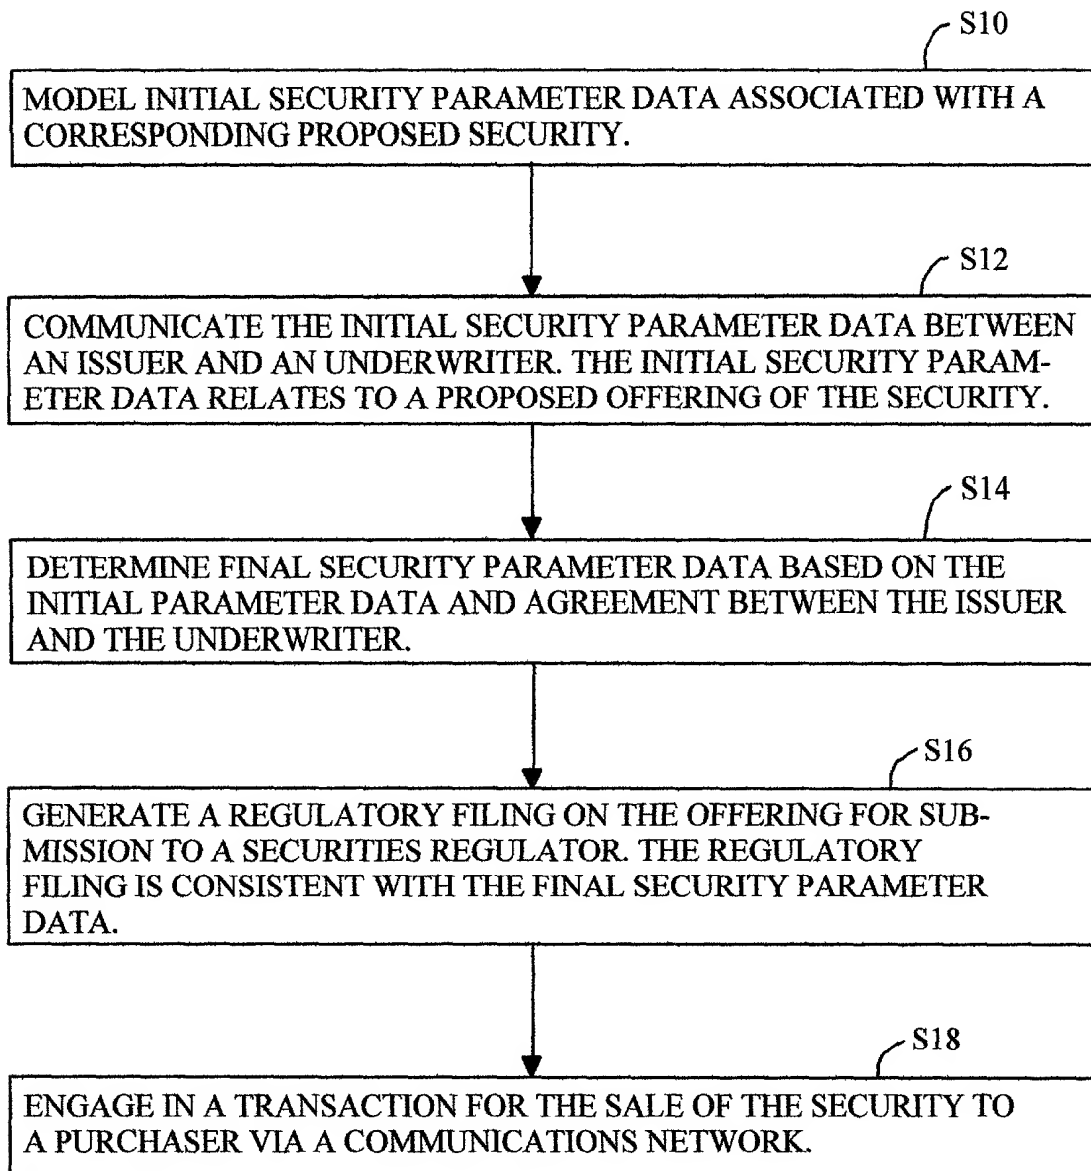 S10
MODEL INITIAL SECURITY PARAMETER DATA ASSOCIATED WITH A
CORRESPONDING PROPOSED SECURITY.
S12
COMMUNICATE THE INITIAL SECURITY PARAMETER DATA BETWEEN
AN ISSUER AND AN UNDERWRITER. THE INITIAL SECURITY PARAM-
ETER DATA RELATES TO A PROPOSED OFFERING OF THE SECURITY.
S14
DETERMINE FINAL SECURITY PARAMETER DATA BASED ON THE
INITIAL PARAMETER DATA AND AGREEMENT BETWEEN THE ISSUER
AND THE UNDERWRITER.
S16
GENERATE A REGULATORY FILING ON THE OFFERING FOR SUB-
MISSION TO A SECURITIES REGULATOR. THE REGULATORY
FILING IS CONSISTENT WITH THE FINAL SECURITY PARAMETER
DATA.
S18
ENGAGE IN A TRANSACTION FOR THE SALE OF THE SECURITY TO
A PURCHASER VIA A COMMUNICATIONS NETWORK.